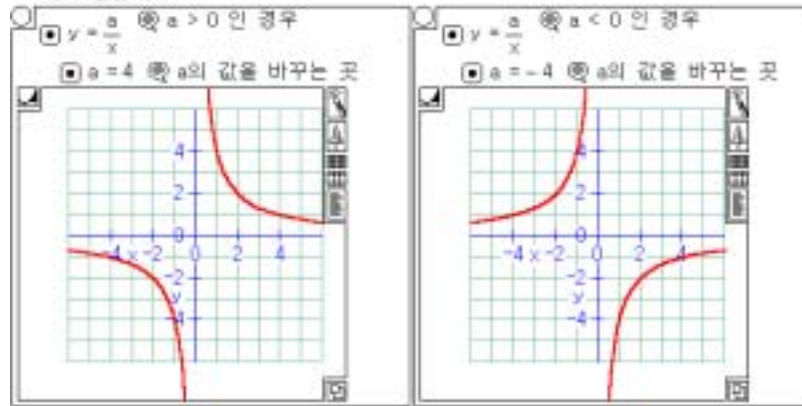 y = a/x ⊙ a > 0 인 경우
a = 4 ⊙ a의 값을 바꾸는 곳
4
2
0
-4 x -2 0 2 4
-2
y
-4
y = a/x ⊙ a < 0 인 경우
a = -4 ⊙ a의 값을 바꾸는 곳
4
2
0
-4 x -2 0 2 4
-2
y
-4